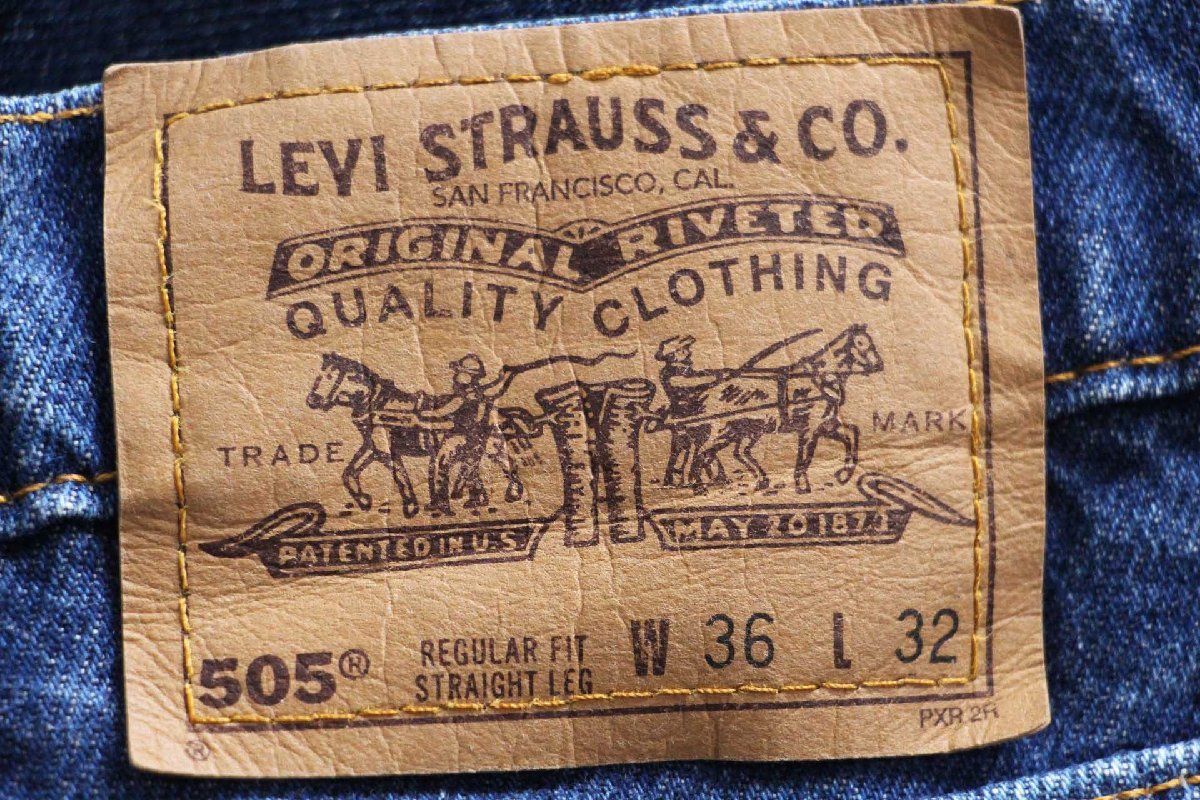 LEVI STRAUSS & CO.
SAN FRANCISCO, CAL.
ORIGINAL RIVETED
QUALITY CLOTHING
TRADE MARK
PATENTED IN U.S. MAY 20 1873
505® REGULAR FIT W 36 L 32
STRAIGHT LEG
PXR 2R
®